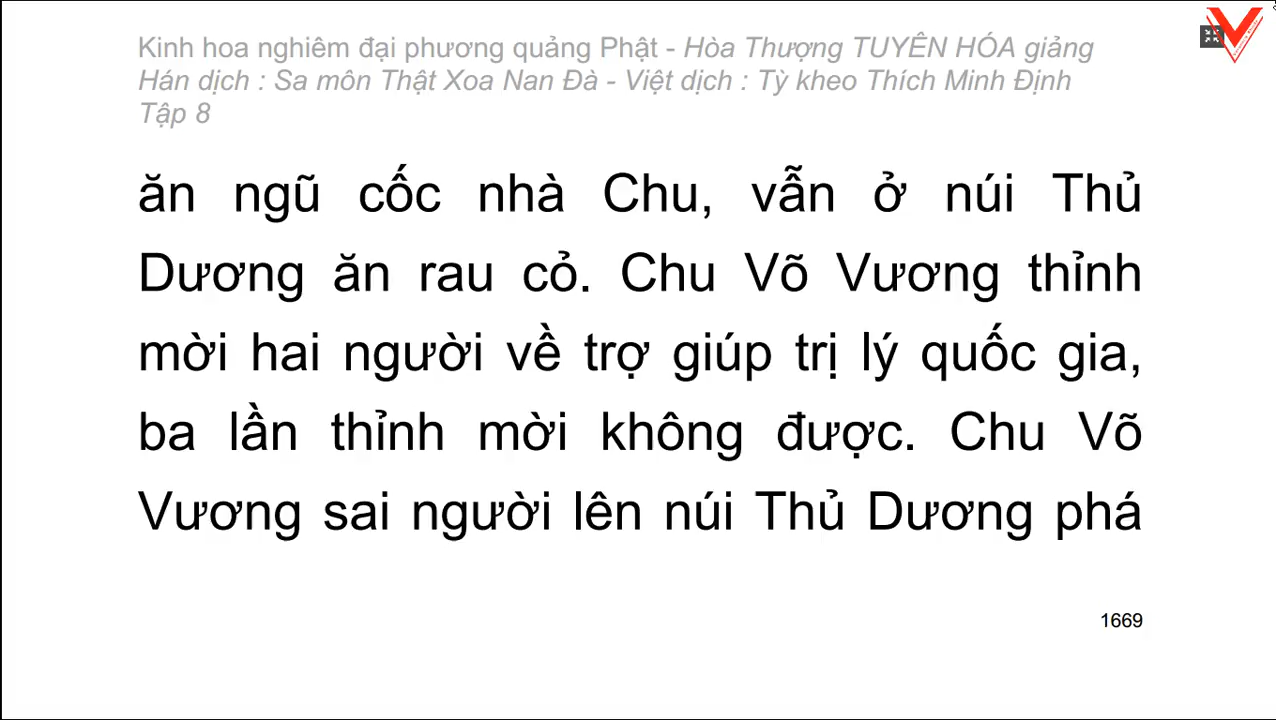 Kinh hoa nghiêm đại phương quảng Phật - Hòa Thượng TUYÊN HÓA giảng
Hán dịch : Sa môn Thật Xoa Nan Đà - Việt dịch : Tỳ kheo Thích Minh Định
Tập 8
ăn ngũ cốc nhà Chu, vẫn ở núi Thủ
Dương ăn rau cỏ. Chu Võ Vương thỉnh
mời hai người về trợ giúp trị lý quốc gia,
ba lần thỉnh mời không được. Chu Võ
Vương sai người lên núi Thủ Dương phá
1669